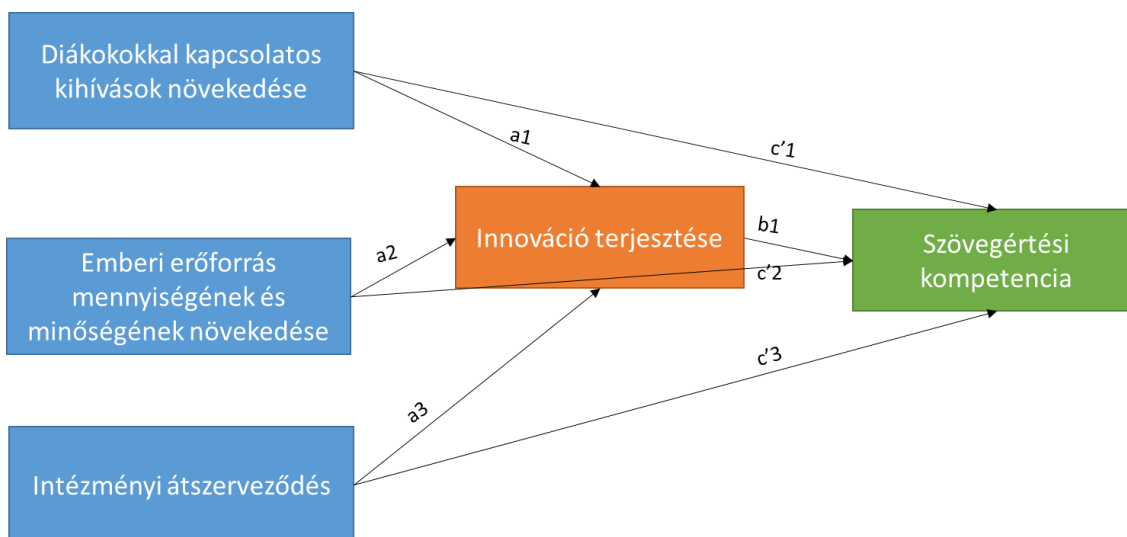 Diákokokkal kapcsolatos
kihívások növekedése
a1
c'1
Innováció terjesztése
b1
Szövegértési
kompetencia
Emberi erőforrás
mennyiségének és
minőségének növekedése
a2
c'2
a3
c'3
Intézményi átszerveződés